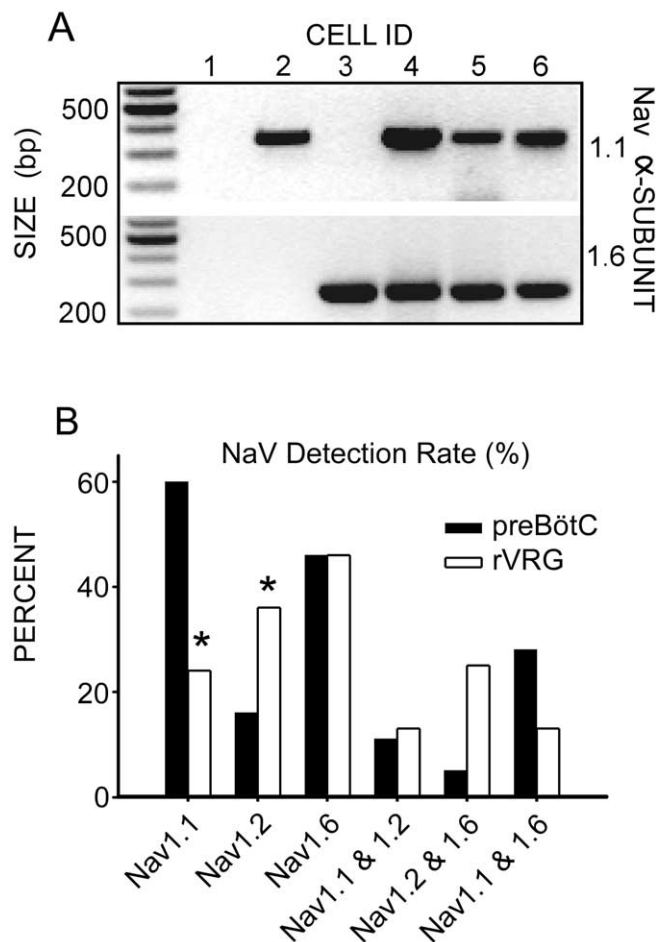 A
CELL ID
1 2 3 4 5 6
500
200
500
200
SIZE (bp)
1.1
1.6
Nav α-SUBUNIT
B
NaV Detection Rate (%)
preBötC
rVRG
60
40
20
0
PERCENT
*
*
Nav1.1
Nav1.2
Nav1.6
Nav1.1 & 1.2
Nav1.2 & 1.6
Nav1.1 & 1.6